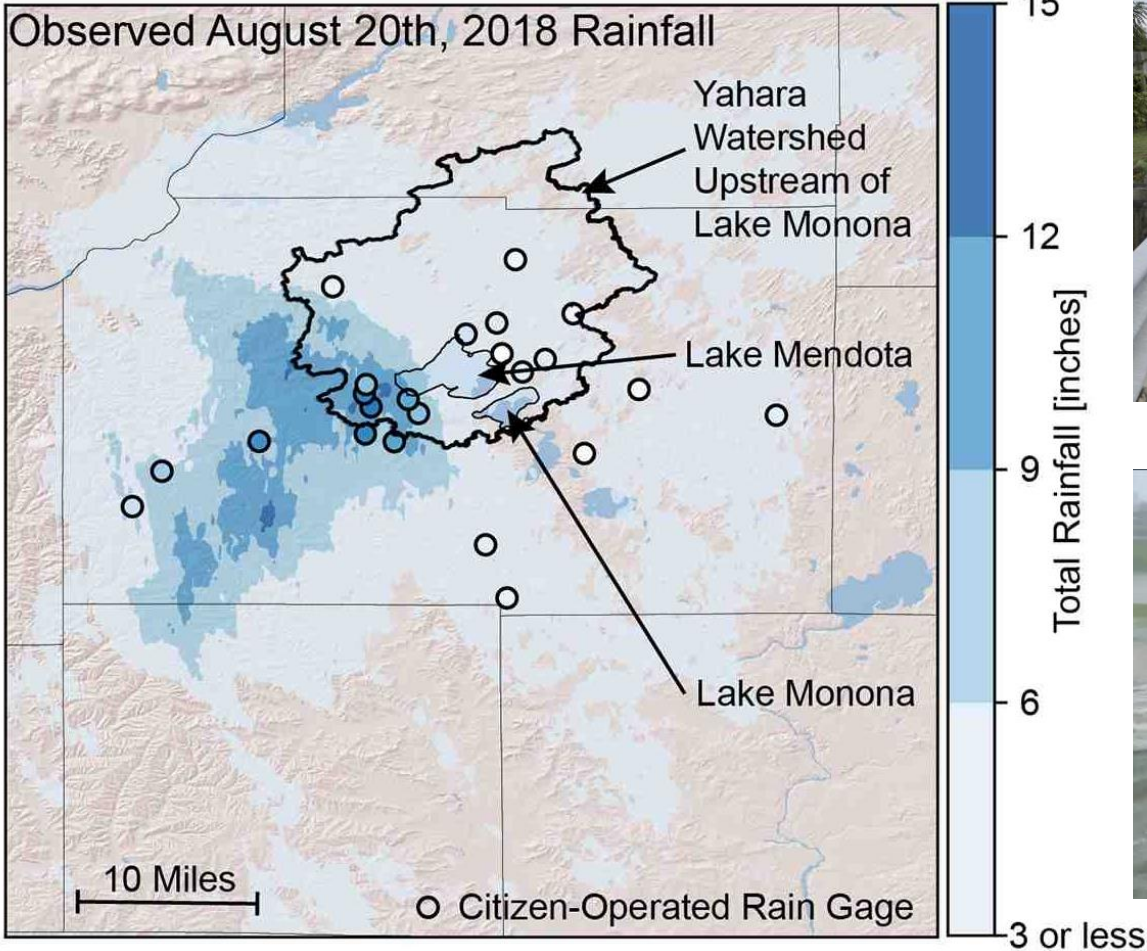 Observed August 20th, 2018 Rainfall
Yahara
Watershed
Upstream of
Lake Monona
Lake Mendota
Lake Monona
10 Miles
Citizen-Operated Rain Gage
15
12
9
6
3 or less
Total Rainfall [inches]